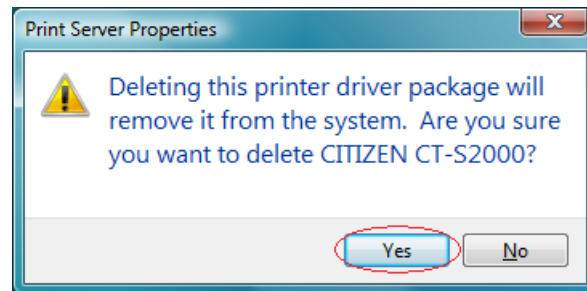 Print Server Properties
Deleting this printer driver package will
remove it from the system.  Are you sure
you want to delete CITIZEN CT-S2000?
Yes
No